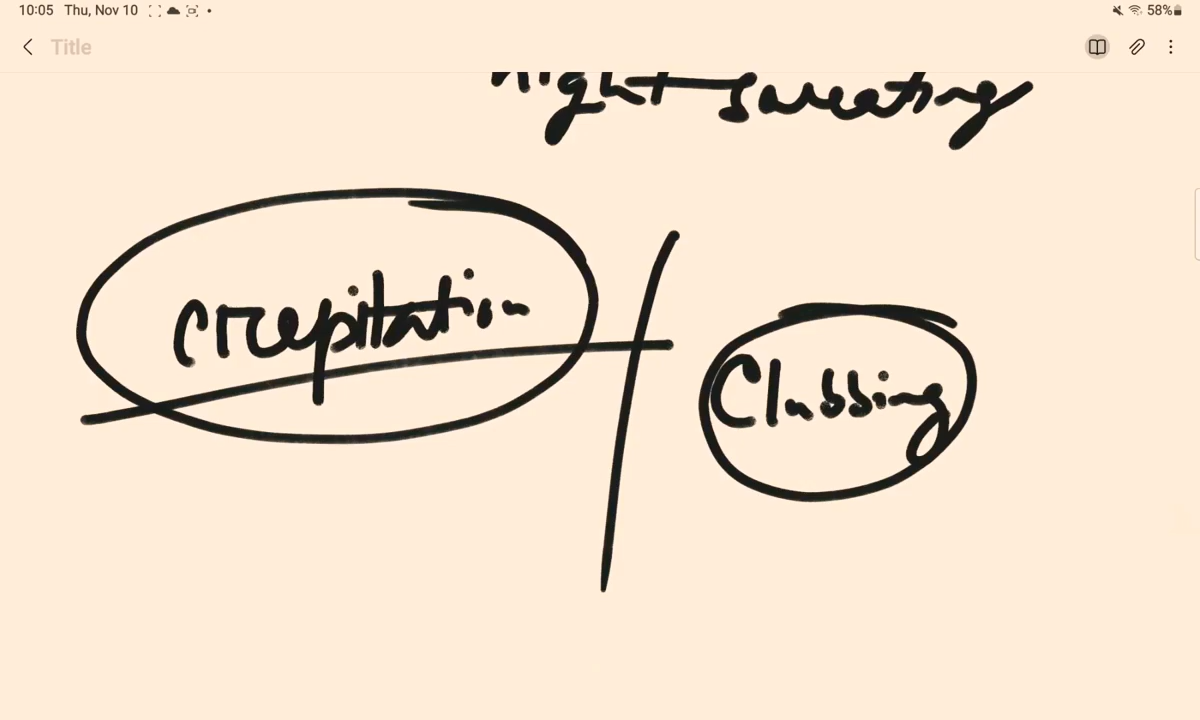 10:05 Thu, Nov 10 58%
Title
night sweating
crepitation
Clubbing